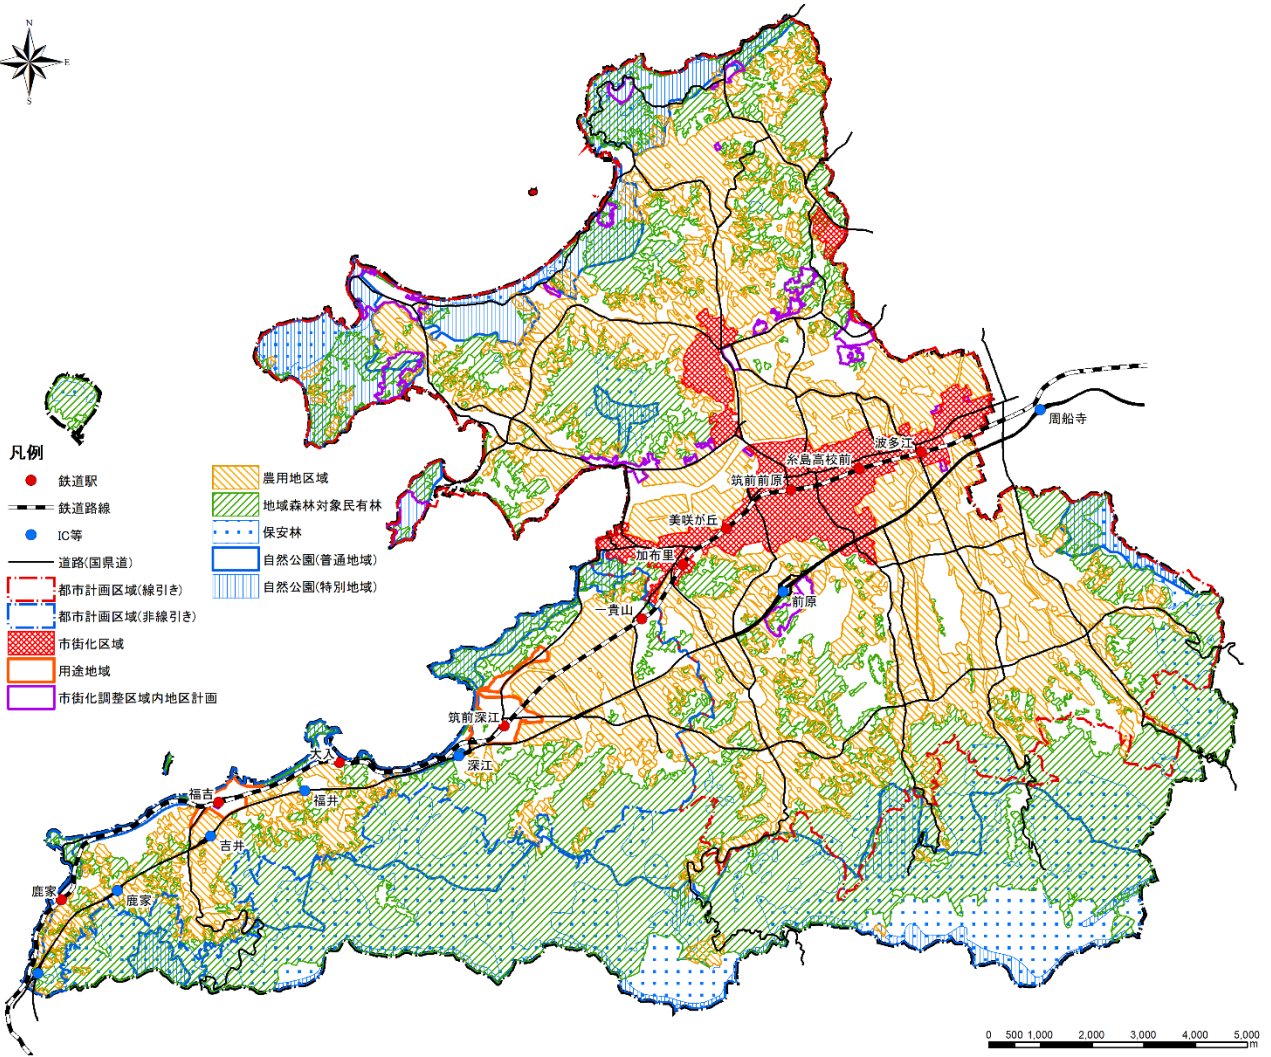 N
E
S
周船寺
波多江
糸島高校前
筑前前原
美咲が丘
加布里
前原
一貴山
筑前深江
深江
大入
福井
福吉
吉井
鹿家
鹿家
凡例
鉄道駅
鉄道路線
IC等
道路(国県道)
都市計画区域(線引き)
都市計画区域(非線引き)
市街化区域
用途地域
市街化調整区域内地区計画
農用地区域
地域森林対象民有林
保安林
自然公園(普通地域)
自然公園(特別地域)
0 500 1,000 2,000 3,000 4,000 5,000
m